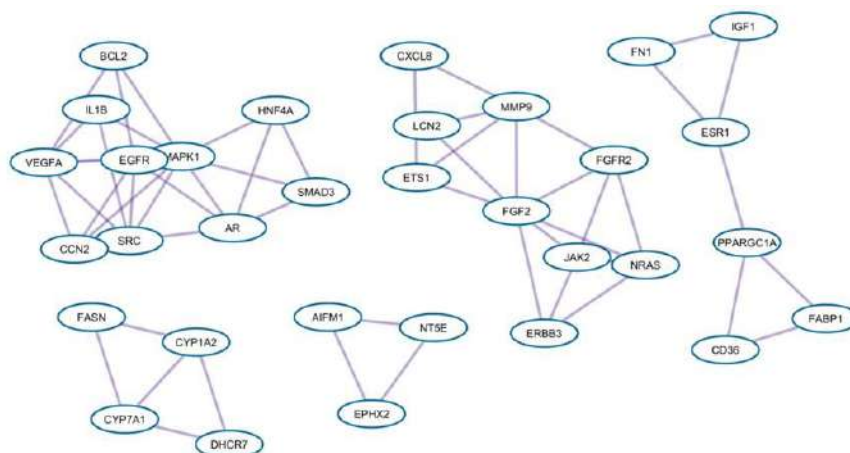 BCL2
IL1B
HNF4A
VEGFA
EGFR
MAPK1
SMAD3
AR
CCN2
SRC
CXCL8
MMP9
LCN2
ETS1
FGFR2
FGF2
JAK2
NRAS
ERBB3
IGF1
FN1
ESR1
PPARGC1A
FABP1
CD36
FASN
CYP1A2
CYP7A1
DHCR7
AIFM1
NT5E
EPHX2